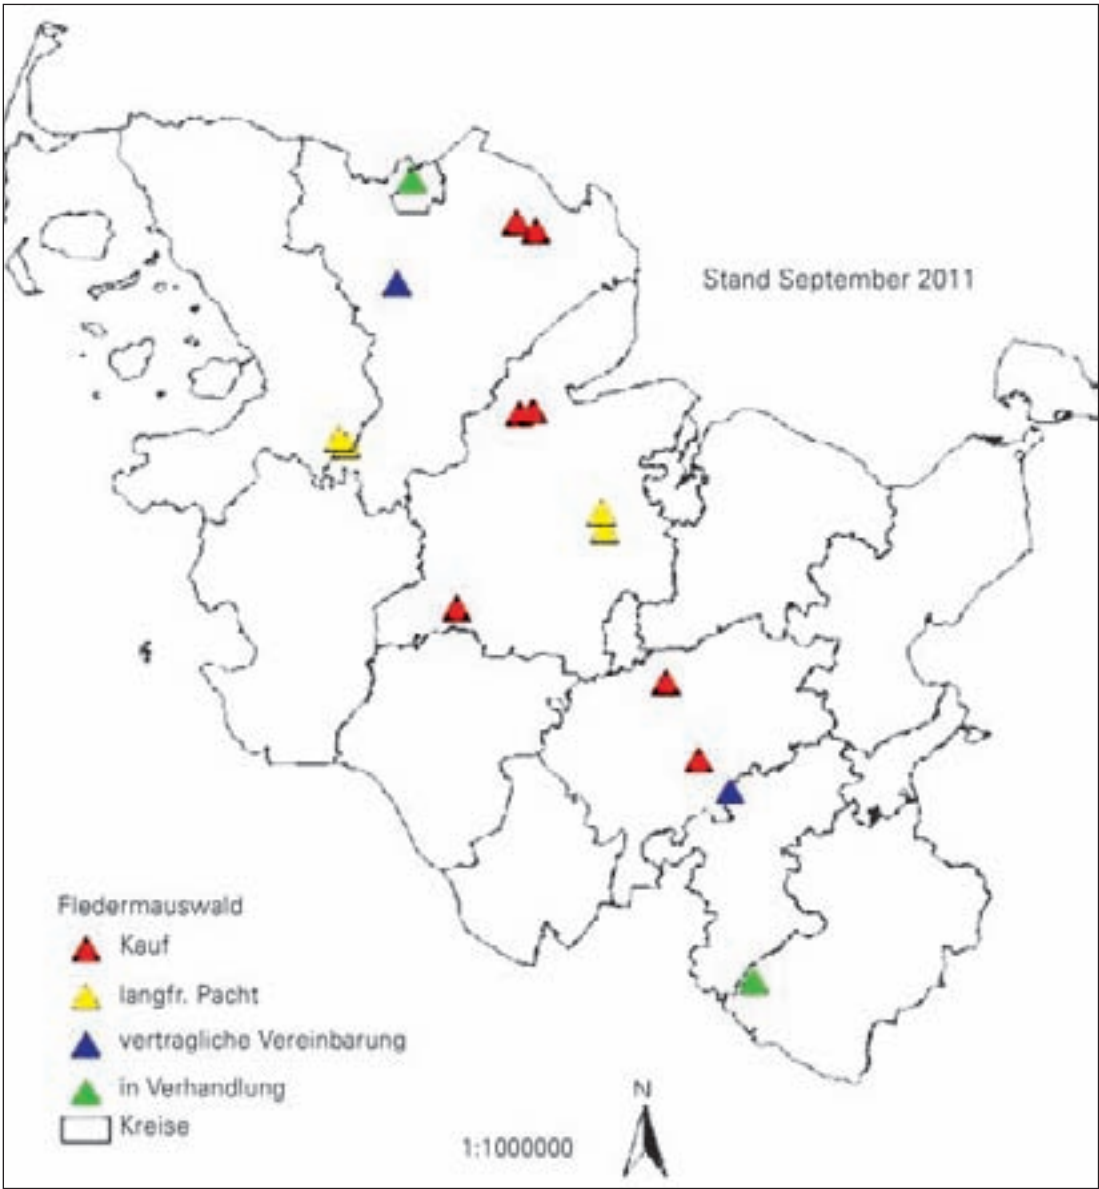 Stand September 2011
Fledermauswald
Kauf
langfr. Pacht
vertragliche Vereinbarung
in Verhandlung
Kreise
1:1000000
N